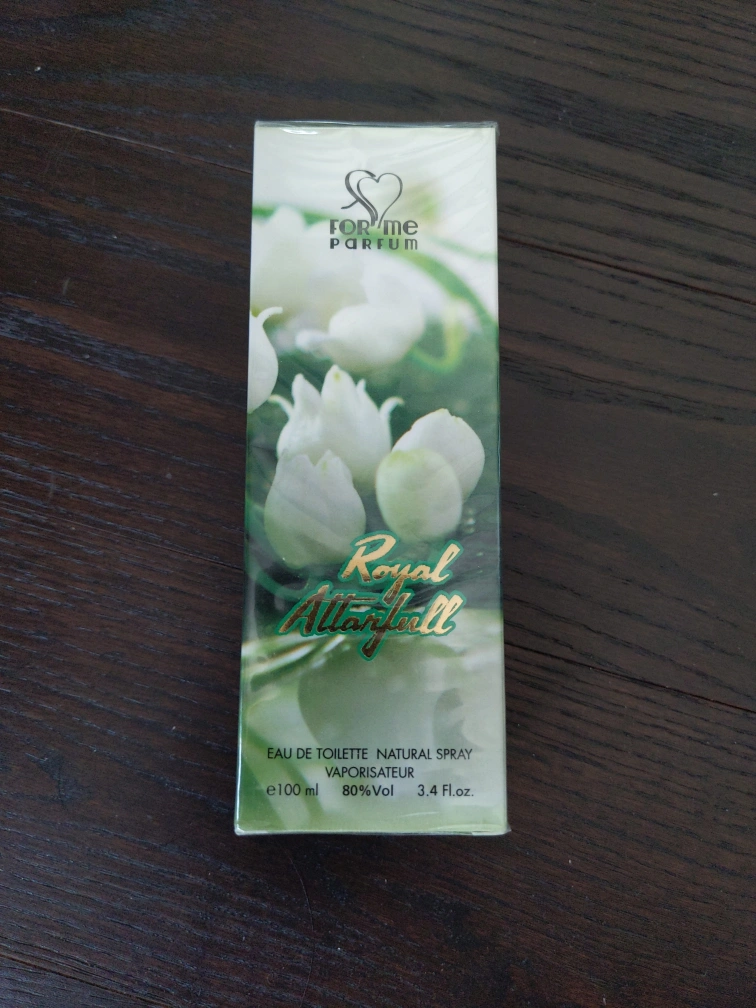 FOR me
PaRFUM
Royal
Attarfull
EAU DE TOILETTE NATURAL SPRAY
VAPORISATEUR
e100 ml 80%Vol 3.4 Fl.oz.